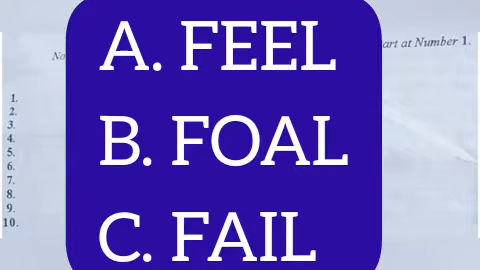 No
art at Number 1.
A. FEEL
B. FOAL
C. FAIL
1.
2.
3.
4.
5.
6.
7.
8.
9.
10.